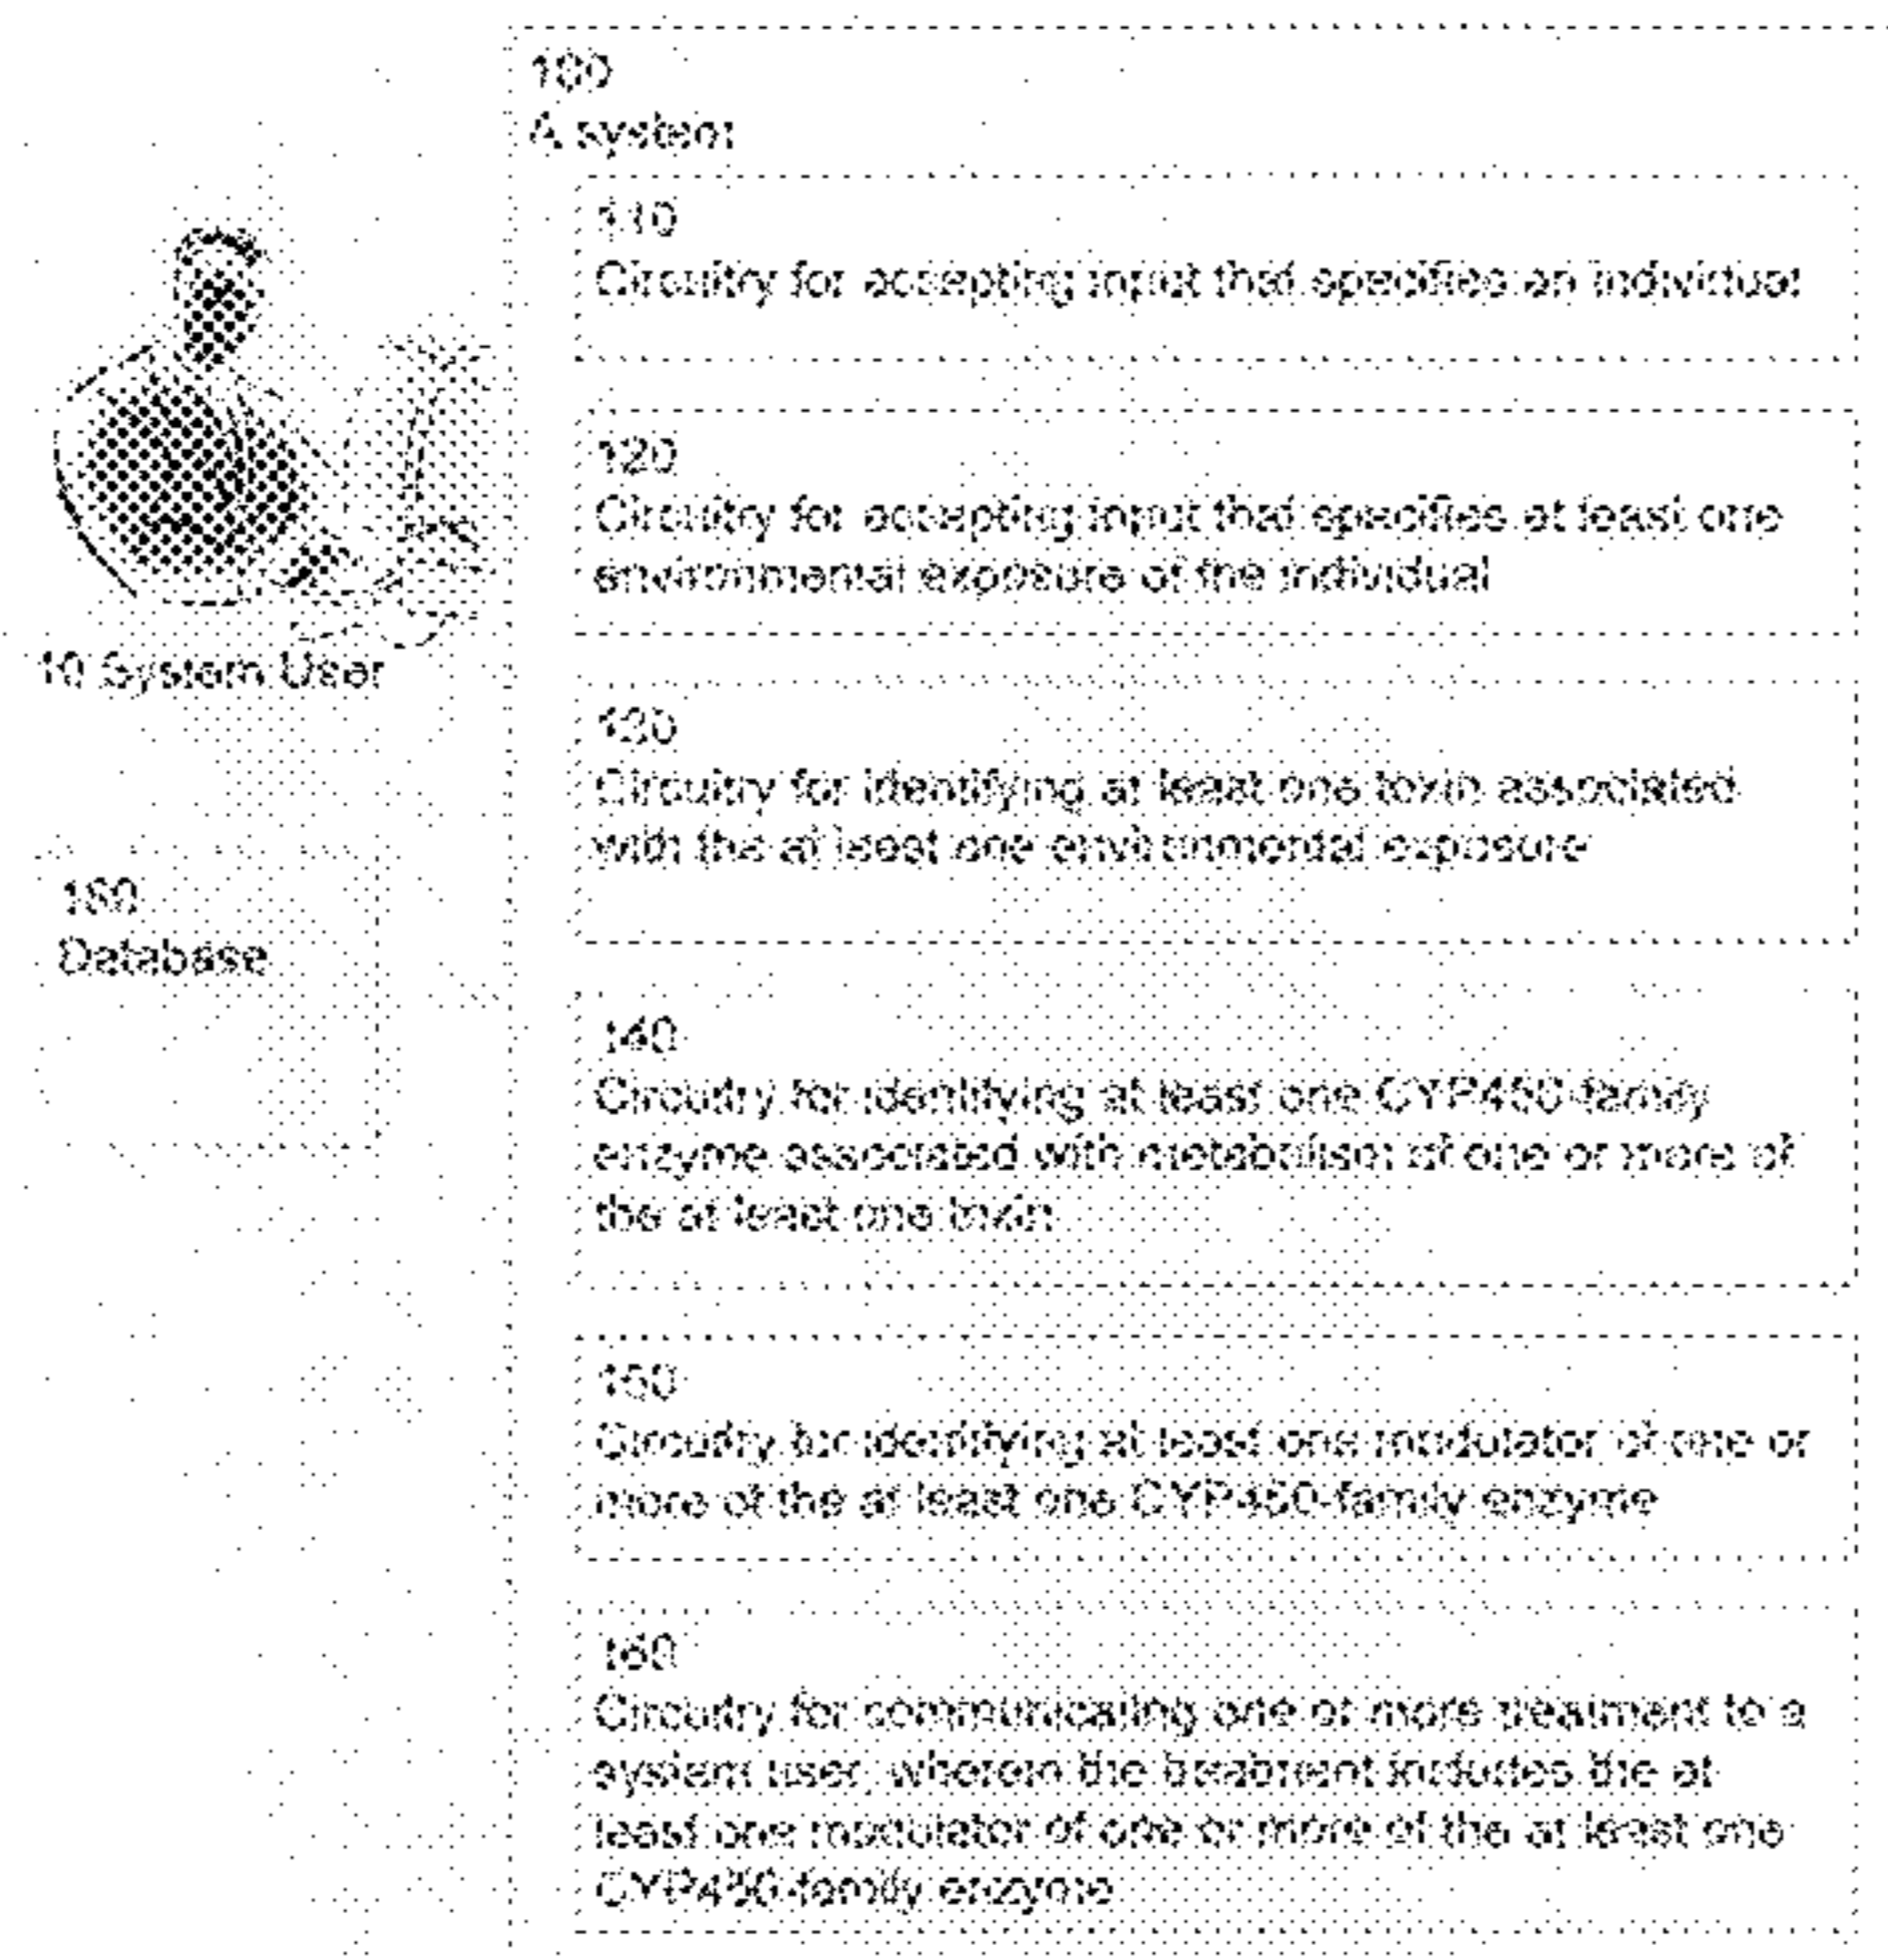 100
A system
110
Circuitry for accepting input that specifies an individual
120
Circuitry for accepting input that specifies at least one
environmental exposure of the individual
10 System User
130
Circuitry for identifying at least one toxin associated
with the at least one environmental exposure
Database
140
Circuitry for identifying at least one CYP450-family
enzyme associated with metabolism of one or more of
the at least one toxin
150
Circuitry for identifying at least one modulator of one or
more of the at least one CYP450-family enzyme
160
Circuitry for communicating one or more treatment to a
system user, wherein the treatment includes the at
least one modulator of one or more of the at least one
CYP450-family enzyme